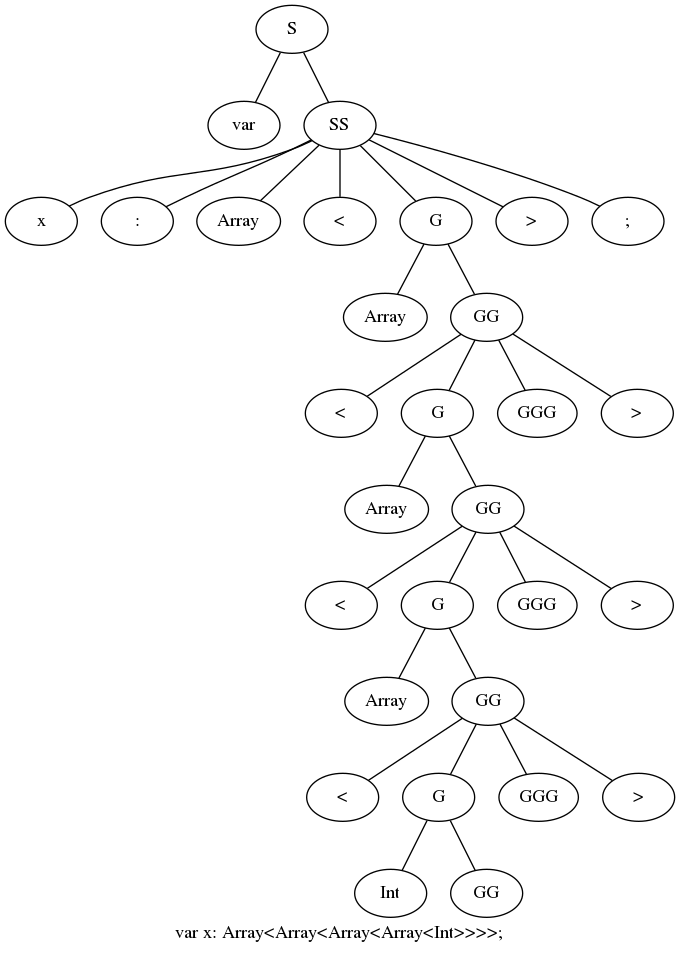 S
var SS
x : Array < G > ;
Array GG
< G GGG >
Array GG
< G GGG >
Array GG
< G GGG >
Int GG
var x: Array<Array<Array<Array<Int>>>>;